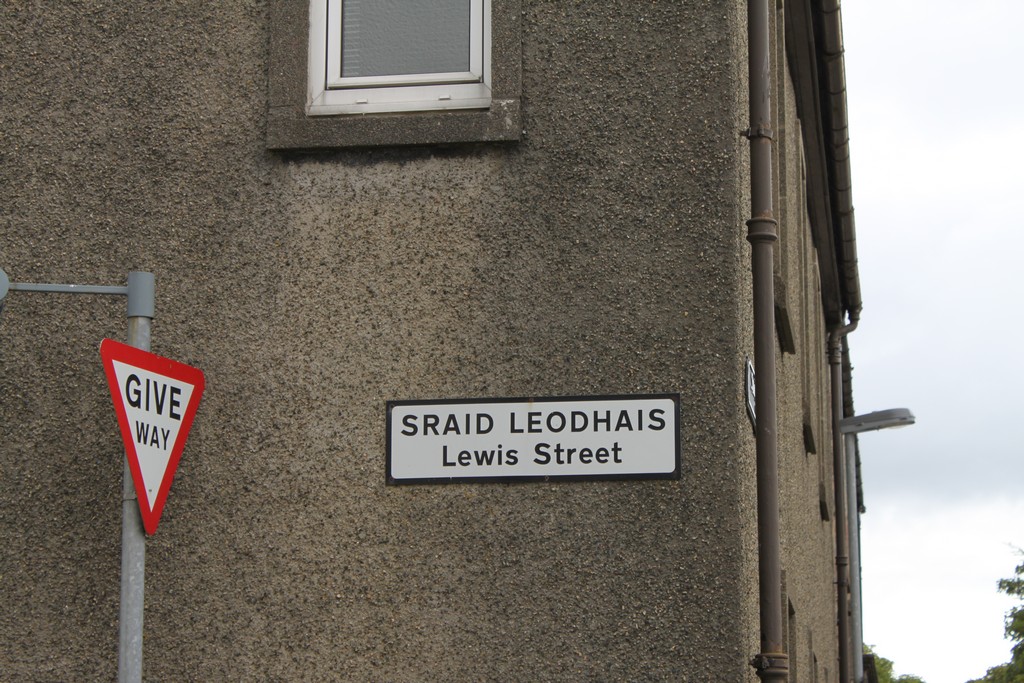 GIVE
WAY
SRAID LEODHAIS
Lewis Street